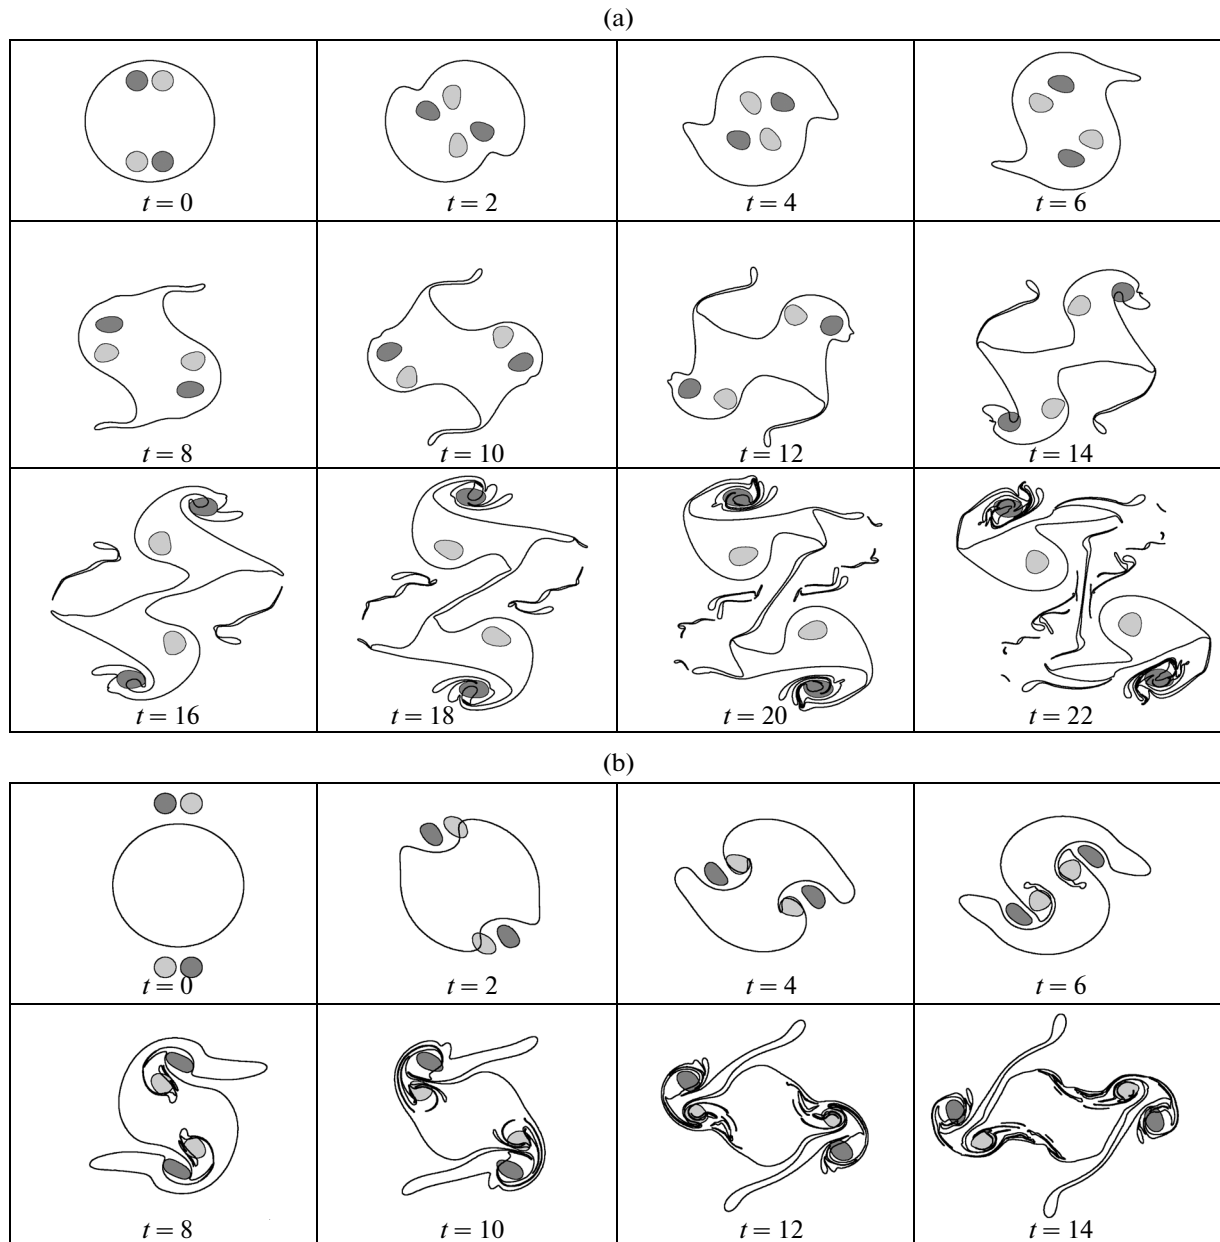 (a)
t = 0
t = 2
t = 4
t = 6
t = 8
t = 10
t = 12
t = 14
t = 16
t = 18
t = 20
t = 22
(b)
t = 0
t = 2
t = 4
t = 6
t = 8
t = 10
t = 12
t = 14